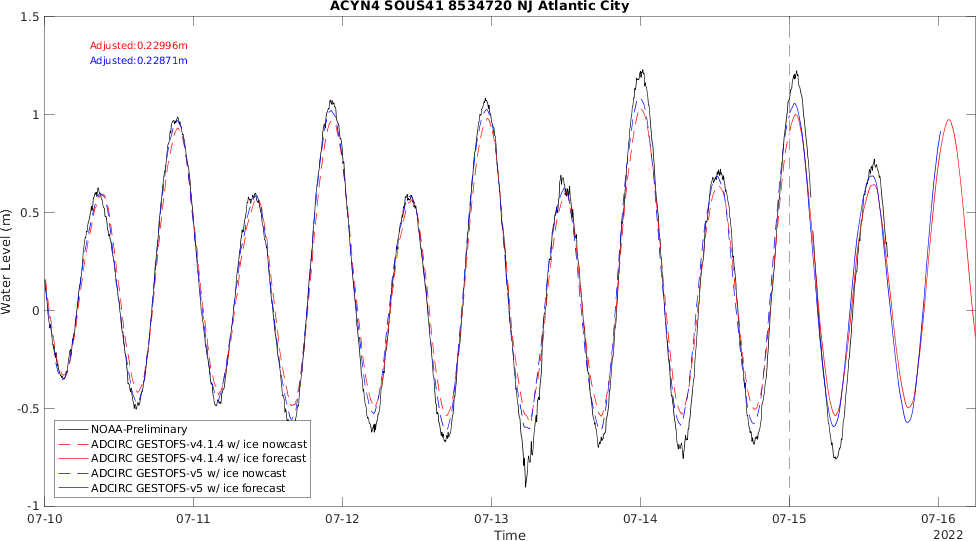 ACYN4 SOUS41 8534720 NJ Atlantic City
Adjusted:0.22996m
Adjusted:0.22871m
Water Level (m)
1.5
1
0.5
0
-0.5
-1
NOAA-Preliminary
ADCIRC GESTOFS-v4.1.4 w/ ice nowcast
ADCIRC GESTOFS-v4.1.4 w/ ice forecast
ADCIRC GESTOFS-v5 w/ ice nowcast
ADCIRC GESTOFS-v5 w/ ice forecast
07-10 07-11 07-12 07-13 07-14 07-15 07-16
2022
Time